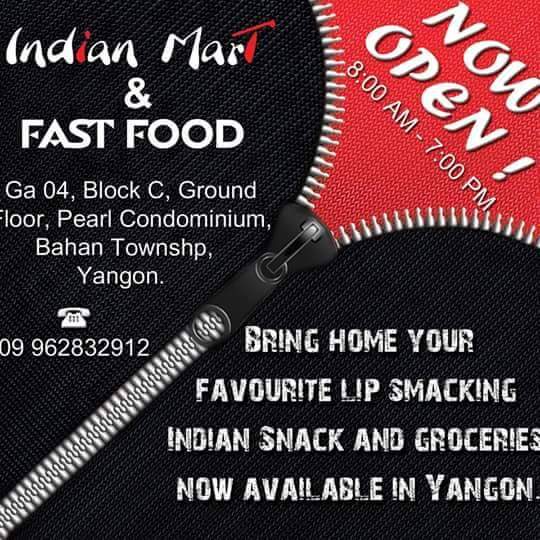 Indian Mart
&
FAST FOOD
Ga 04, Block C, Ground
Floor, Pearl Condominium,
Bahan Townshp,
Yangon.
09 962832912
NOW
OPEN !
8:00 AM - 7:00 PM
BRING HOME YOUR
FAVOURITE LIP SMACKING
INDIAN SNACK AND GROCERIES
NOW AVAILABLE IN YANGON.